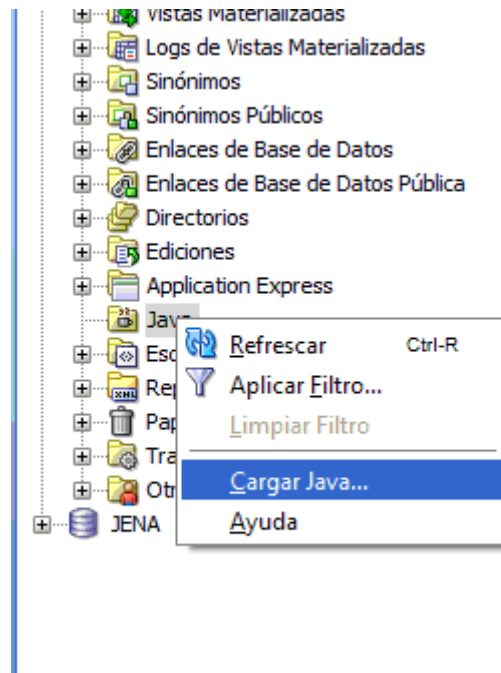 Vistas Materializadas
Logs de Vistas Materializadas
Sinónimos
Sinónimos Públicos
Enlaces de Base de Datos
Enlaces de Base de Datos Pública
Directorios
Ediciones
Application Express
Java
Refrescar Ctrl-R
Aplicar Filtro...
Limpiar Filtro
Cargar Java...
Ayuda
JENA